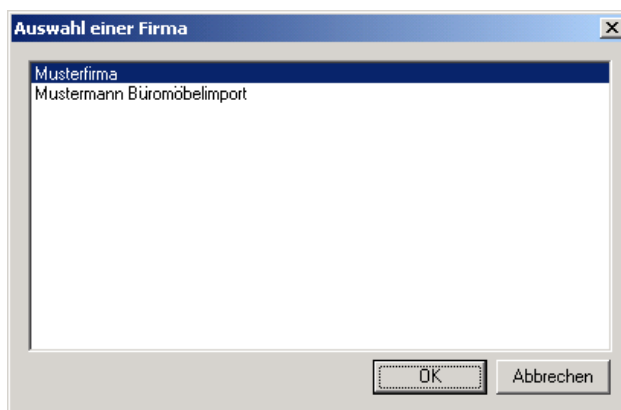 Auswahl einer Firma
Musterfirma
Mustermann Büromöbelimport
OK
Abbrechen